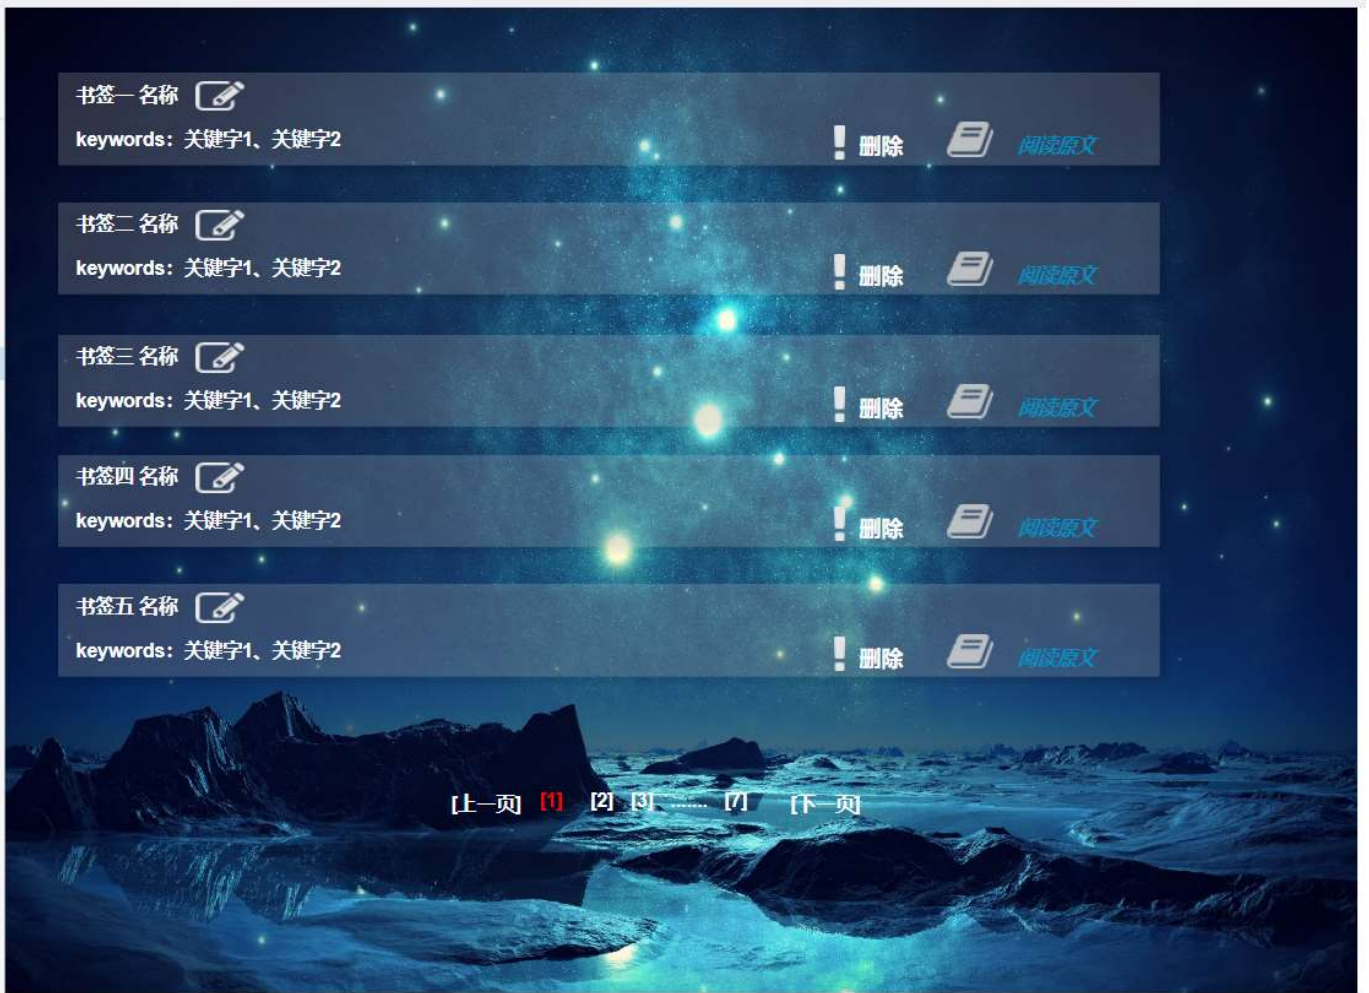 书签一 名称
keywords：关键字1、关键字2
删除 阅读原文
书签二 名称
keywords：关键字1、关键字2
删除 阅读原文
书签三 名称
keywords：关键字1、关键字2
删除 阅读原文
书签四 名称
keywords：关键字1、关键字2
删除 阅读原文
书签五 名称
keywords：关键字1、关键字2
删除 阅读原文
[上一页] [1] [2] [3] ....... [7] [下一页]